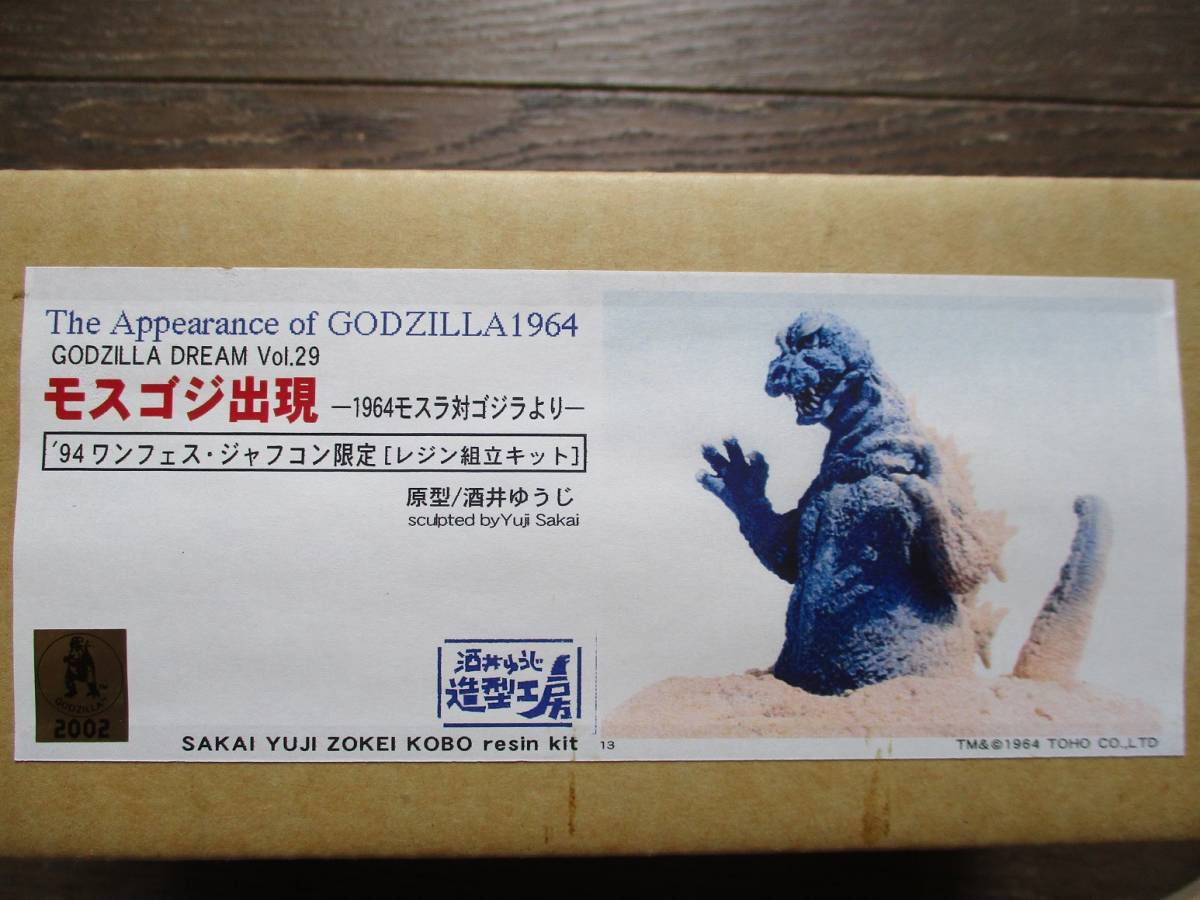 The Appearance of GODZILLA1964
GODZILLA DREAM Vol.29
モスゴジ出現 —1964モスラ対ゴジラより—
'94ワンフェス・ジャフコン限定[レジン組立キット]
原型/酒井ゆうじ
sculpted byYuji Sakai
GODZILLA
2002
酒井ゆうじ
造型工房
SAKAI YUJI ZOKEI KOBO resin kit
13
TM&©1964 TOHO CO.,LTD